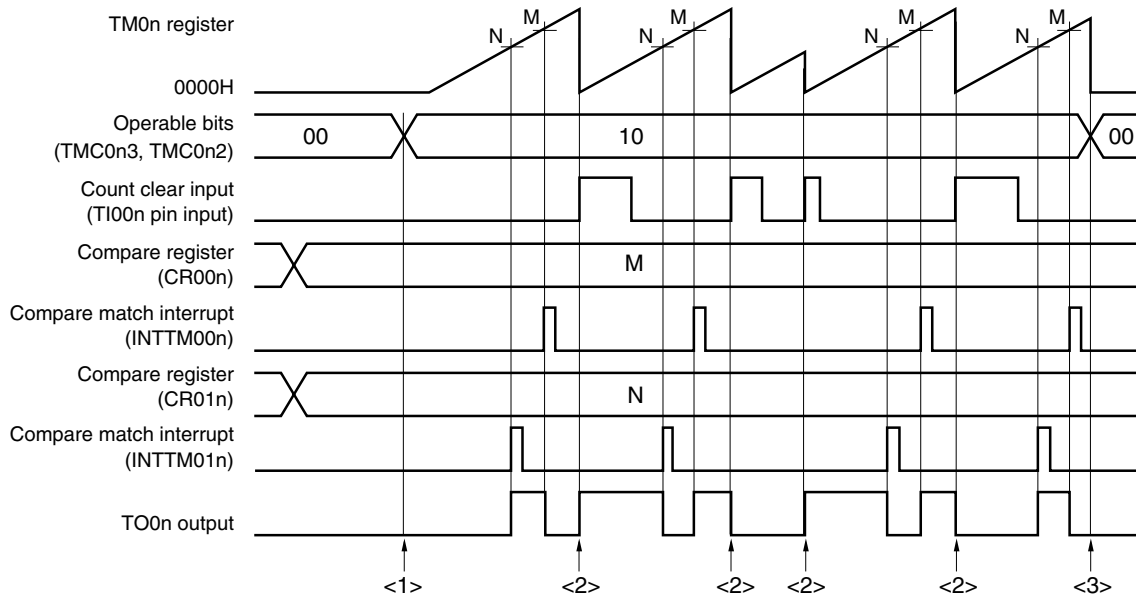 TM0n register
M
N
M
N
M
N
M
N
0000H
Operable bits
(TMC0n3, TMC0n2)
00
10
00
Count clear input
(TI00n pin input)
Compare register
(CR00n)
M
Compare match interrupt
(INTTM00n)
Compare register
(CR01n)
N
Compare match interrupt
(INTTM01n)
TO0n output
<1>
<2>
<2>
<2>
<2>
<3>